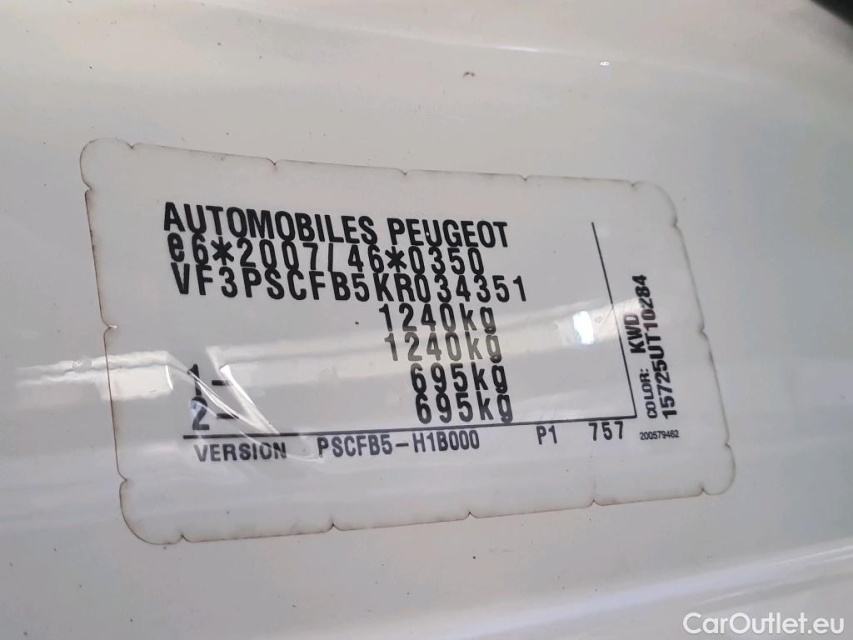 AUTOMOBILES PEUGEOT
e6*2007/46*0350
VF3PSCFB5KR034351
1240kg
1240kg
1- 695kg
2- 695kg
VERSION PSCFB5-H1B000 P1 757
COLOR: KWD
15725UT10284
200579462
CarOutlet.eu